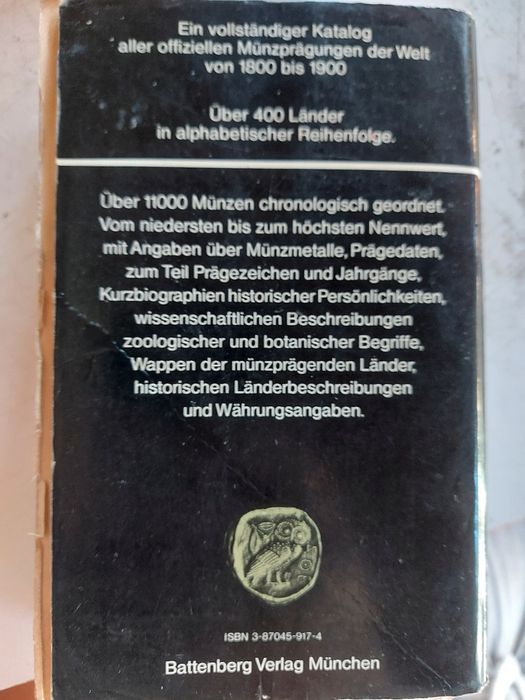 Ein vollständiger Katalog
aller offiziellen Münzprägungen der Welt
von 1800 bis 1900
Über 400 Länder
in alphabetischer Reihenfolge.
Über 11000 Münzen chronologisch geordnet.
Vom niedersten bis zum höchsten Nennwert,
mit Angaben über Münzmetalle, Prägedaten,
zum Teil Prägezeichen und Jahrgänge,
Kurzbiographien historischer Persönlichkeiten,
wissenschaftlichen Beschreibungen
zoologischer und botanischer Begriffe,
Wappen der münzprägenden Länder,
historischen Länderbeschreibungen
und Währungsangaben.
ISBN 3-87045-917-4
Battenberg Verlag München